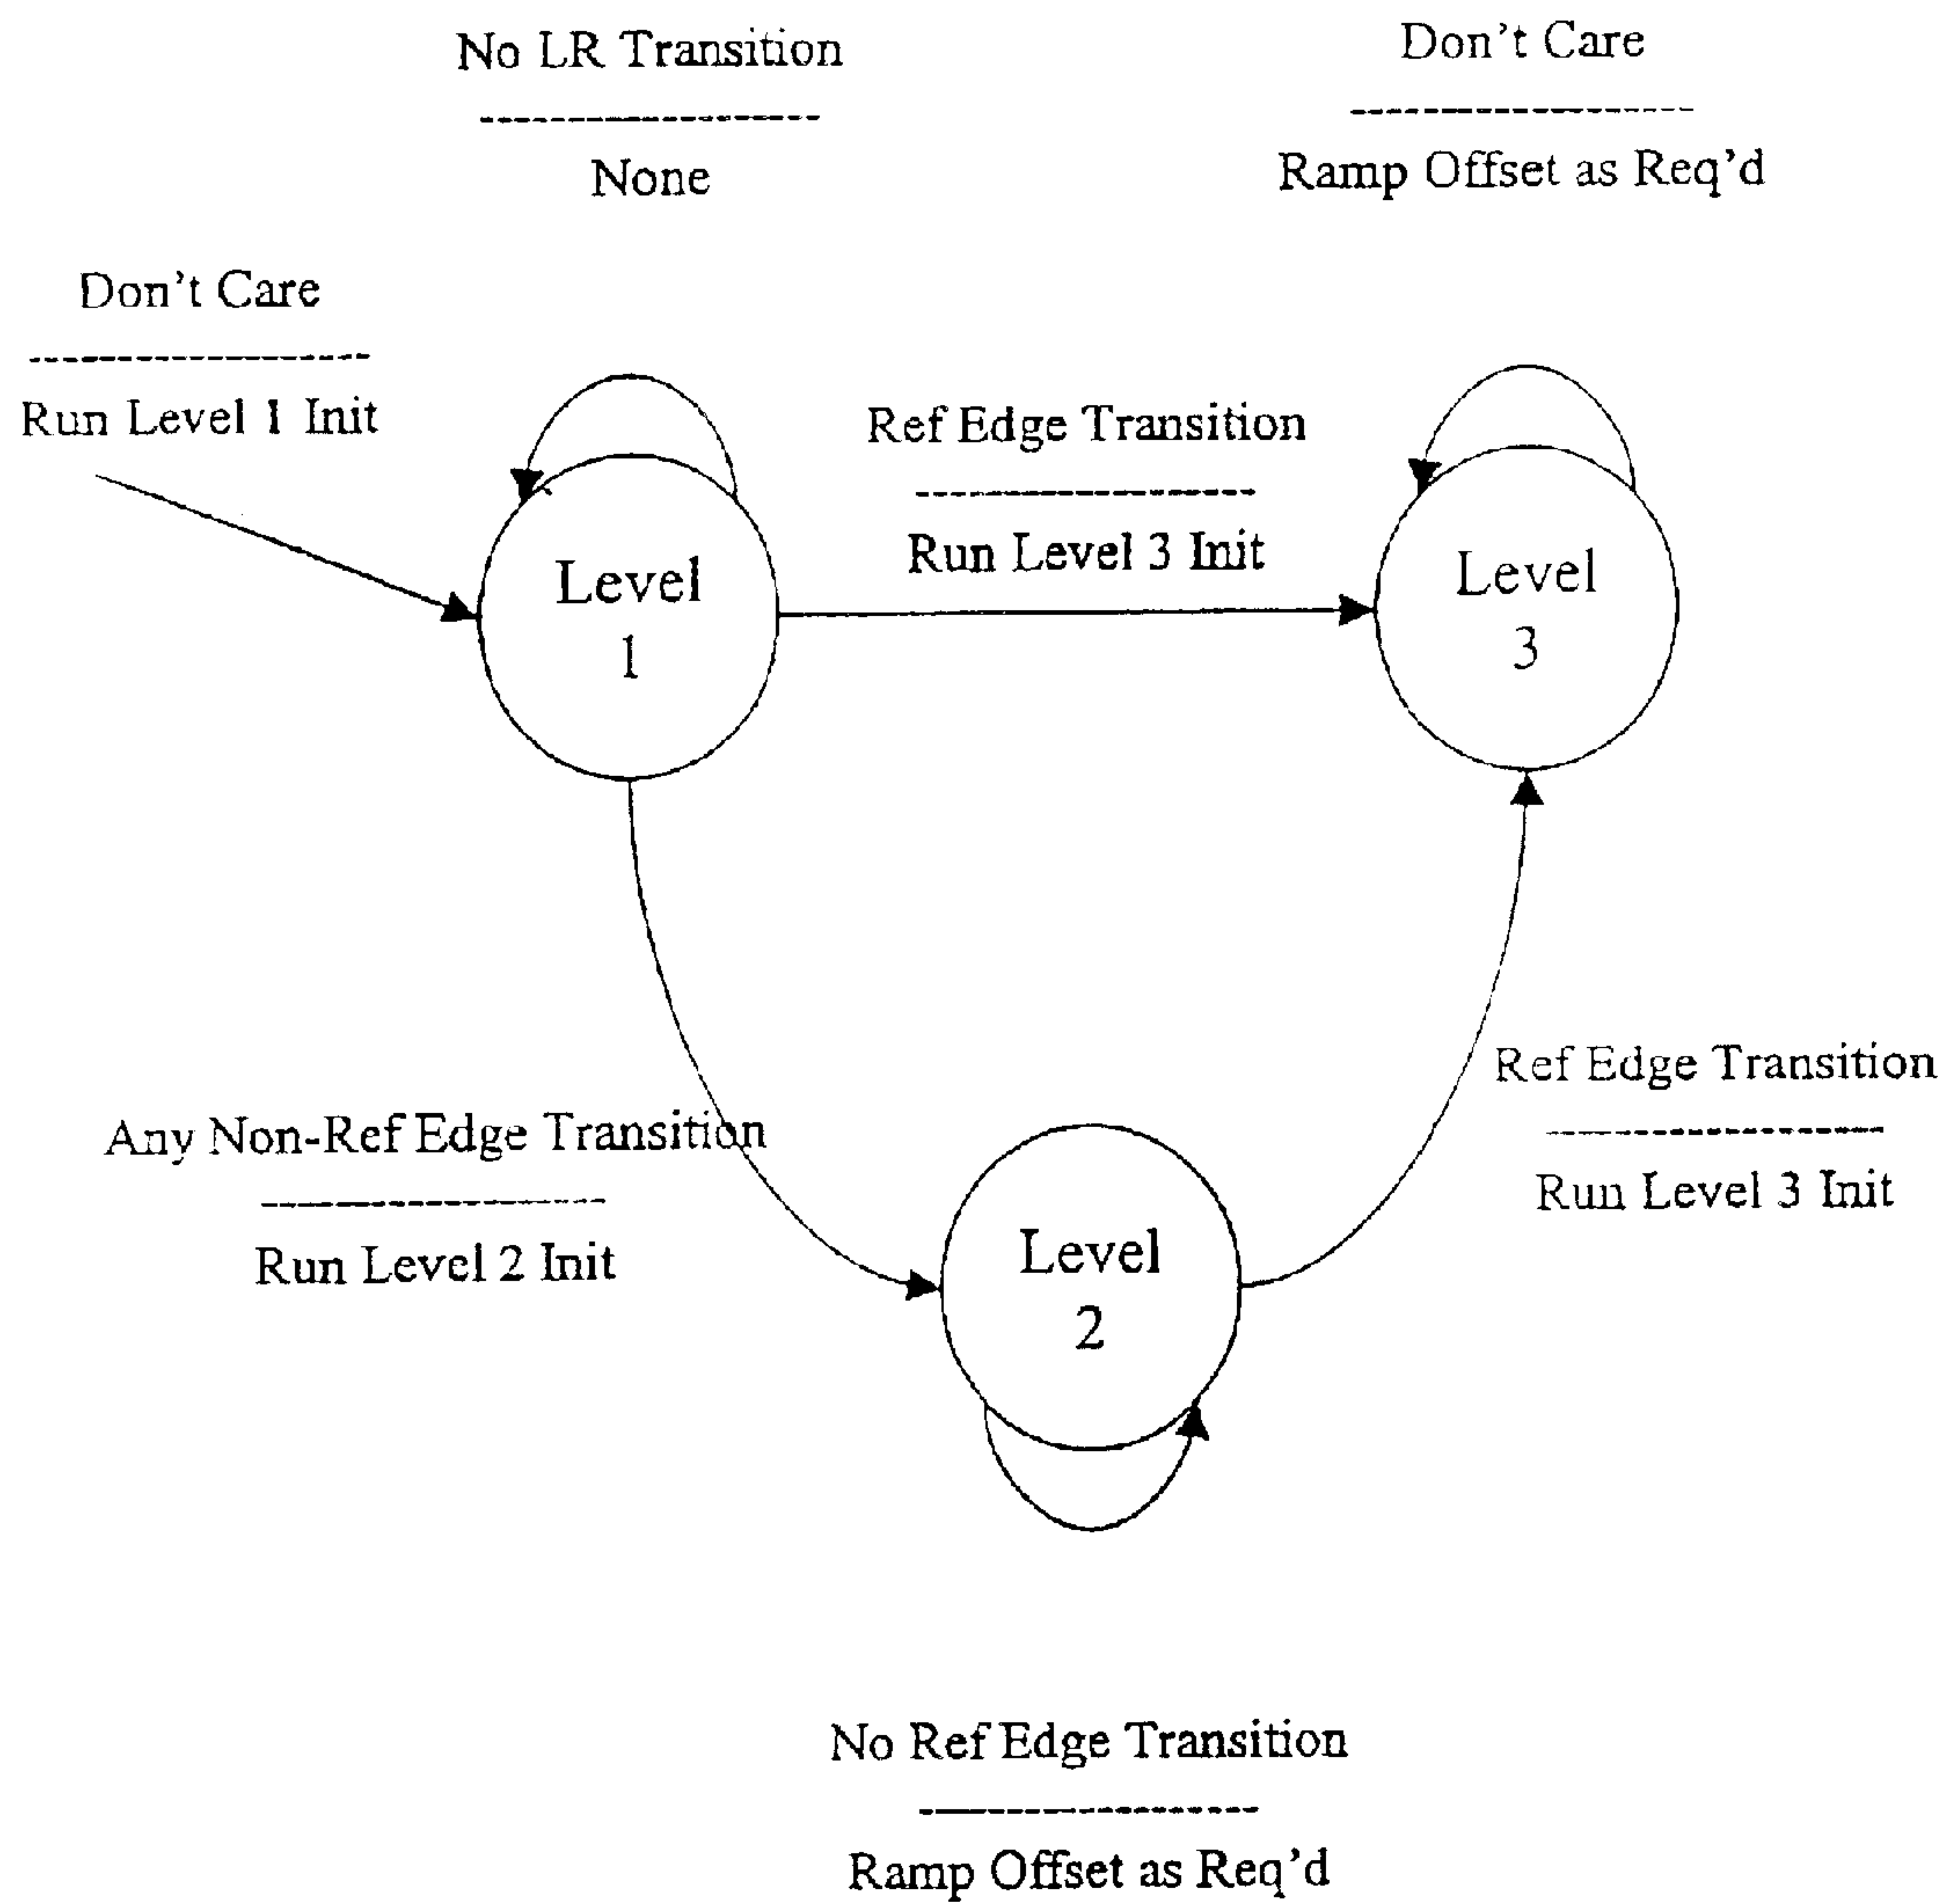 No LR Transition
None
Don't Care
Ramp Offset as Req'd
Don't Care
Run Level 1 Init
Ref Edge Transition
Run Level 3 Init
Level
1
Level
3
Any Non-Ref Edge Transition
Run Level 2 Init
Level
2
Ref Edge Transition
Run Level 3 Init
No Ref Edge Transition
Ramp Offset as Req'd